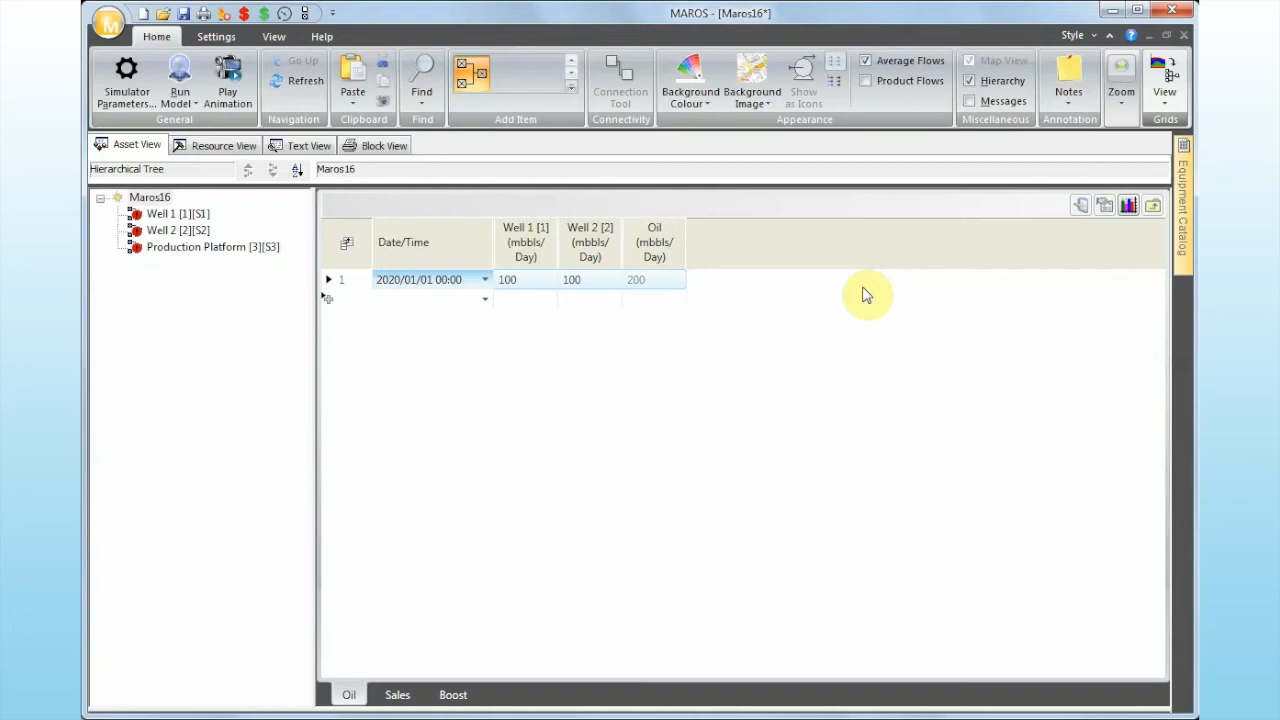 MAROS - [Maros16*]
M
Home Settings View Help
Style
Simulator Parameters...
Run Model
Play Animation
General
Go Up
Refresh
Navigation
Paste
Clipboard
Find
Find
Add Item
Connection Tool
Connectivity
Background Colour
Background Image
Show as Icons
Average Flows
Product Flows
Appearance
Map View
Hierarchy
Messages
Miscellaneous
Notes
Annotation
Zoom
View
Grids
Asset View Resource View Text View Block View
Hierarchical Tree Maros16
Maros16
Well 1 [1][S1]
Well 2 [2][S2]
Production Platform [3][S3]
Date/Time
Well 1 [1] (mbbls/ Day)
Well 2 [2] (mbbls/ Day)
Oil (mbbls/ Day)
1 2020/01/01 00:00 100 100 200
Equipment Catalog
Oil Sales Boost